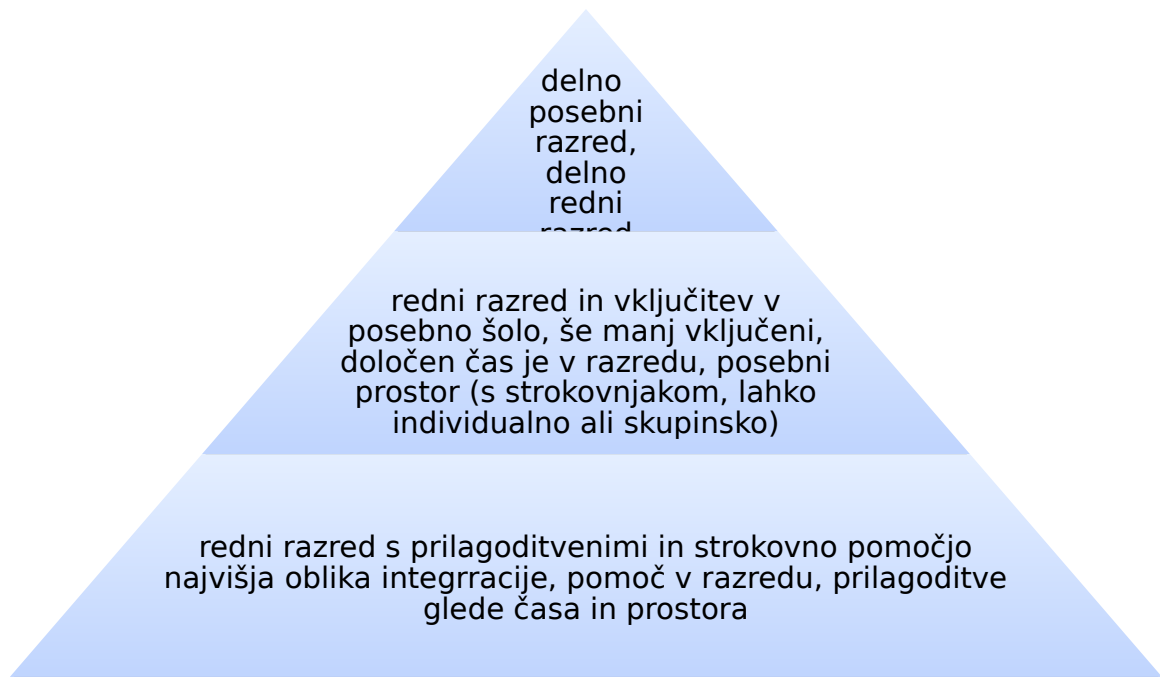 delno
posebni
razred,
delno
redni
razred
redni razred in vključitev v
posebno šolo, še manj vključeni,
določen čas je v razredu, posebni
prostor (s strokovnjakom, lahko
individualno ali skupinsko)
redni razred s prilagoditvenimi in strokovno pomočjo
najvišja oblika integrracije, pomoč v razredu, prilagoditve
glede časa in prostora